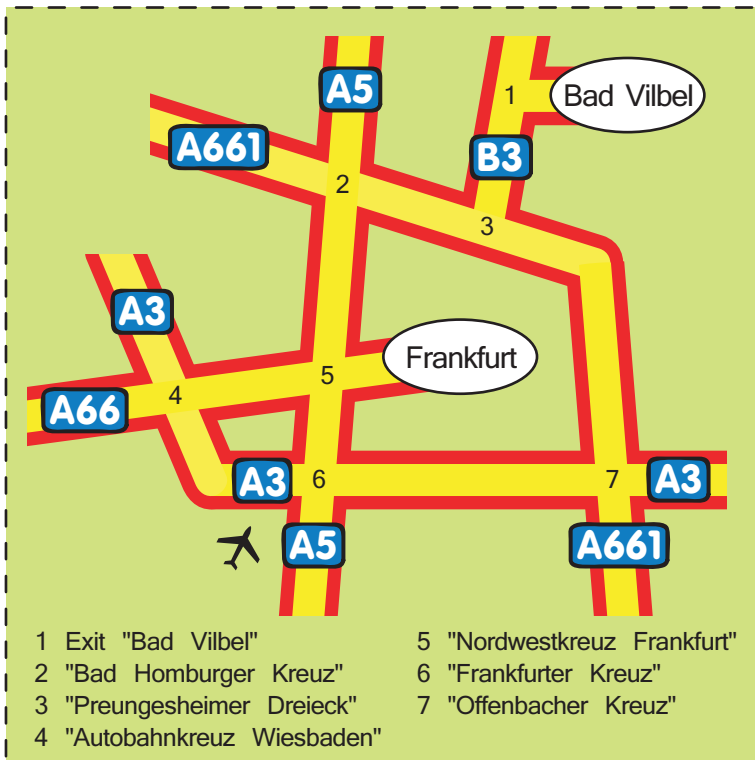 A5
1
Bad Vilbel
A661
B3
2
3
A3
5
Frankfurt
4
A66
A3
6
7
A3
A5
A661
1 Exit "Bad Vilbel"
2 "Bad Homburger Kreuz"
3 "Preungesheimer Dreieck"
4 "Autobahnkreuz Wiesbaden"
5 "Nordwestkreuz Frankfurt"
6 "Frankfurter Kreuz"
7 "Offenbacher Kreuz"